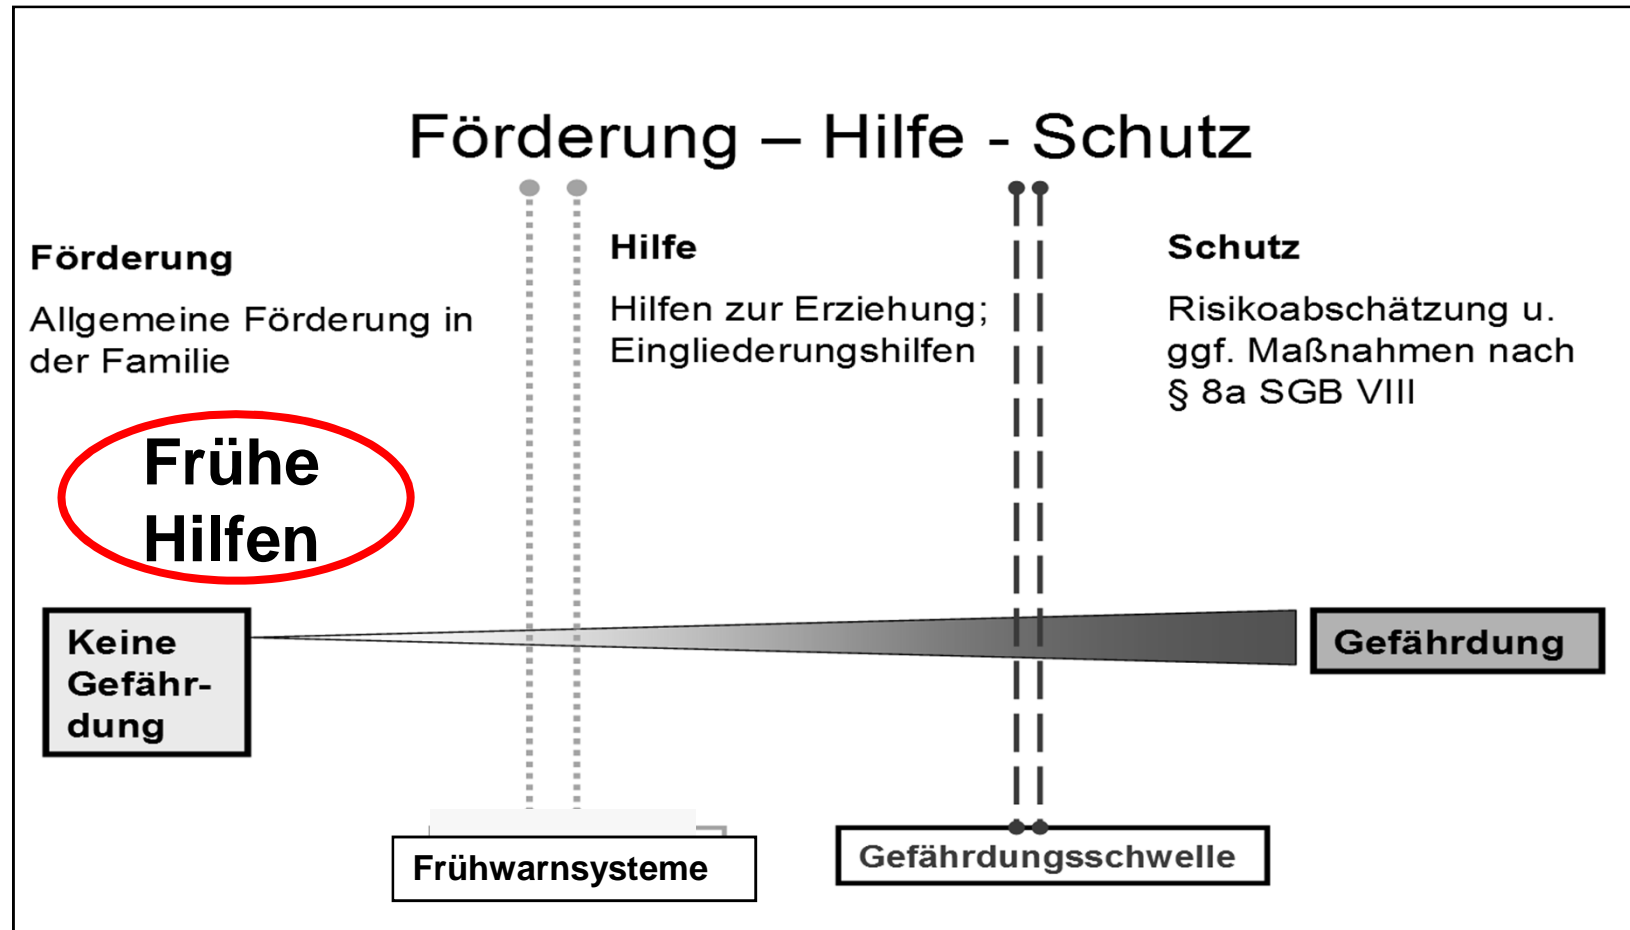 Förderung – Hilfe - Schutz
Förderung
Allgemeine Förderung in
der Familie
Hilfe
Hilfen zur Erziehung;
Eingliederungshilfen
Schutz
Risikoabschätzung u.
ggf. Maßnahmen nach
§ 8a SGB VIII
Frühe
Hilfen
Keine
Gefähr-
dung
Gefährdung
Frühwarnsysteme
Gefährdungsschwelle